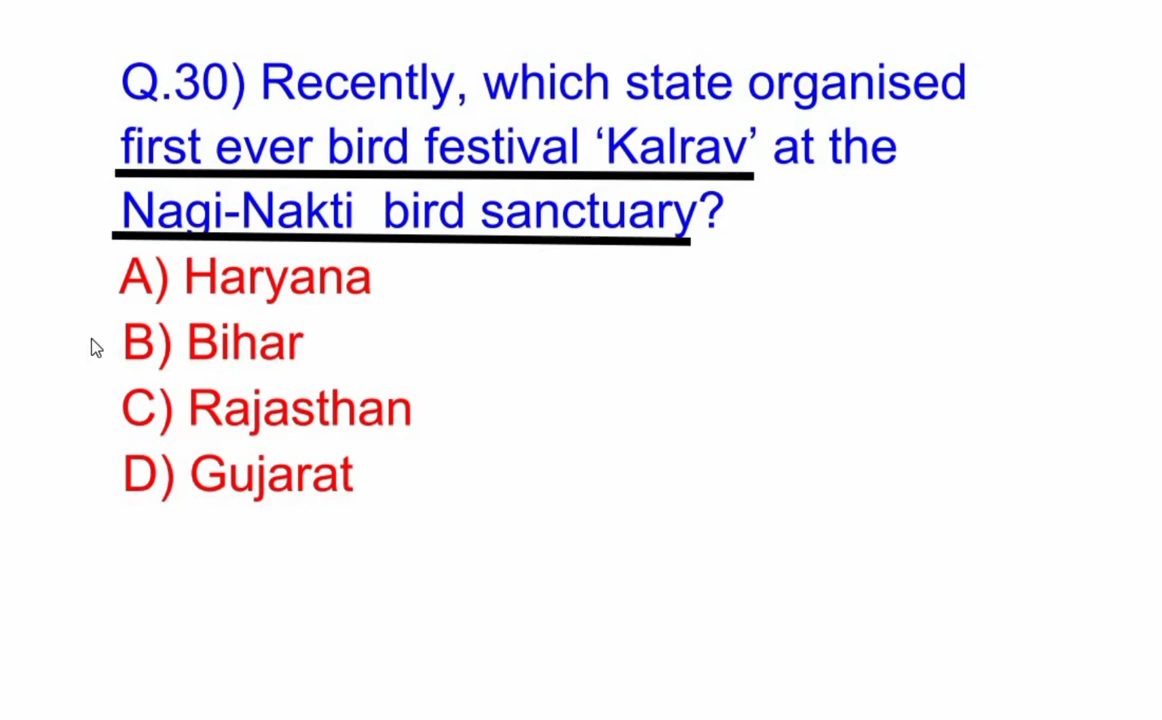 Q.30) Recently, which state organised
first ever bird festival ‘Kalrav’ at the
Nagi-Nakti bird sanctuary?
A) Haryana
B) Bihar
C) Rajasthan
D) Gujarat